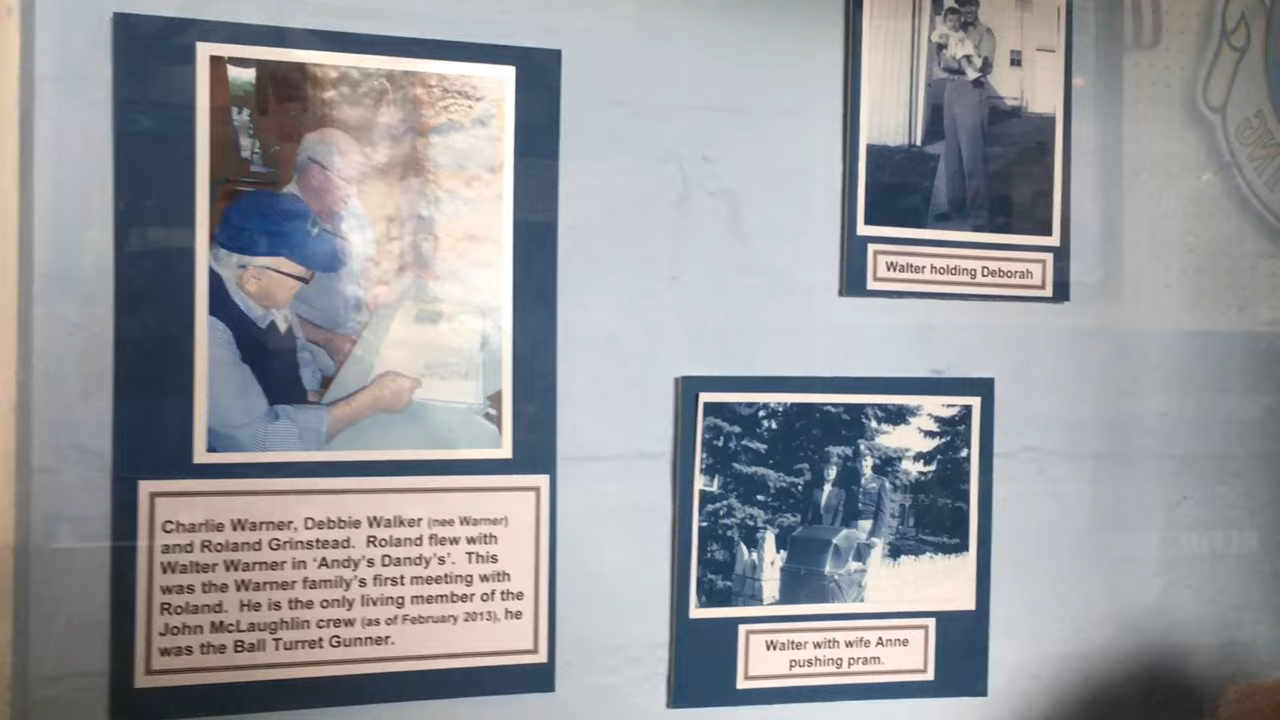 Charlie Warner, Debbie Walker (nee Warner)
and Roland Grinstead. Roland flew with
Walter Warner in 'Andy's Dandy's'. This
was the Warner family's first meeting with
Roland. He is the only living member of the
John McLaughlin crew (as of February 2013), he
was the Ball Turret Gunner.
Walter holding Deborah
Walter with wife Anne
pushing pram.